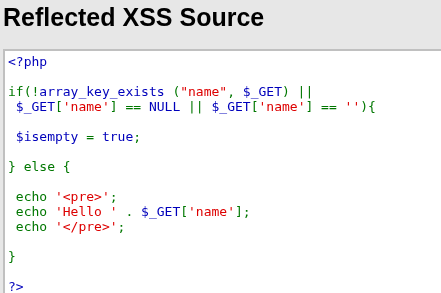 Reflected XSS Source
<?php
if(!array_key_exists ("name", $_GET) ||
$_GET['name'] == NULL || $_GET['name'] == ''){
$isempty = true;
} else {
echo '<pre>';
echo 'Hello ' . $_GET['name'];
echo '</pre>';
}
?>